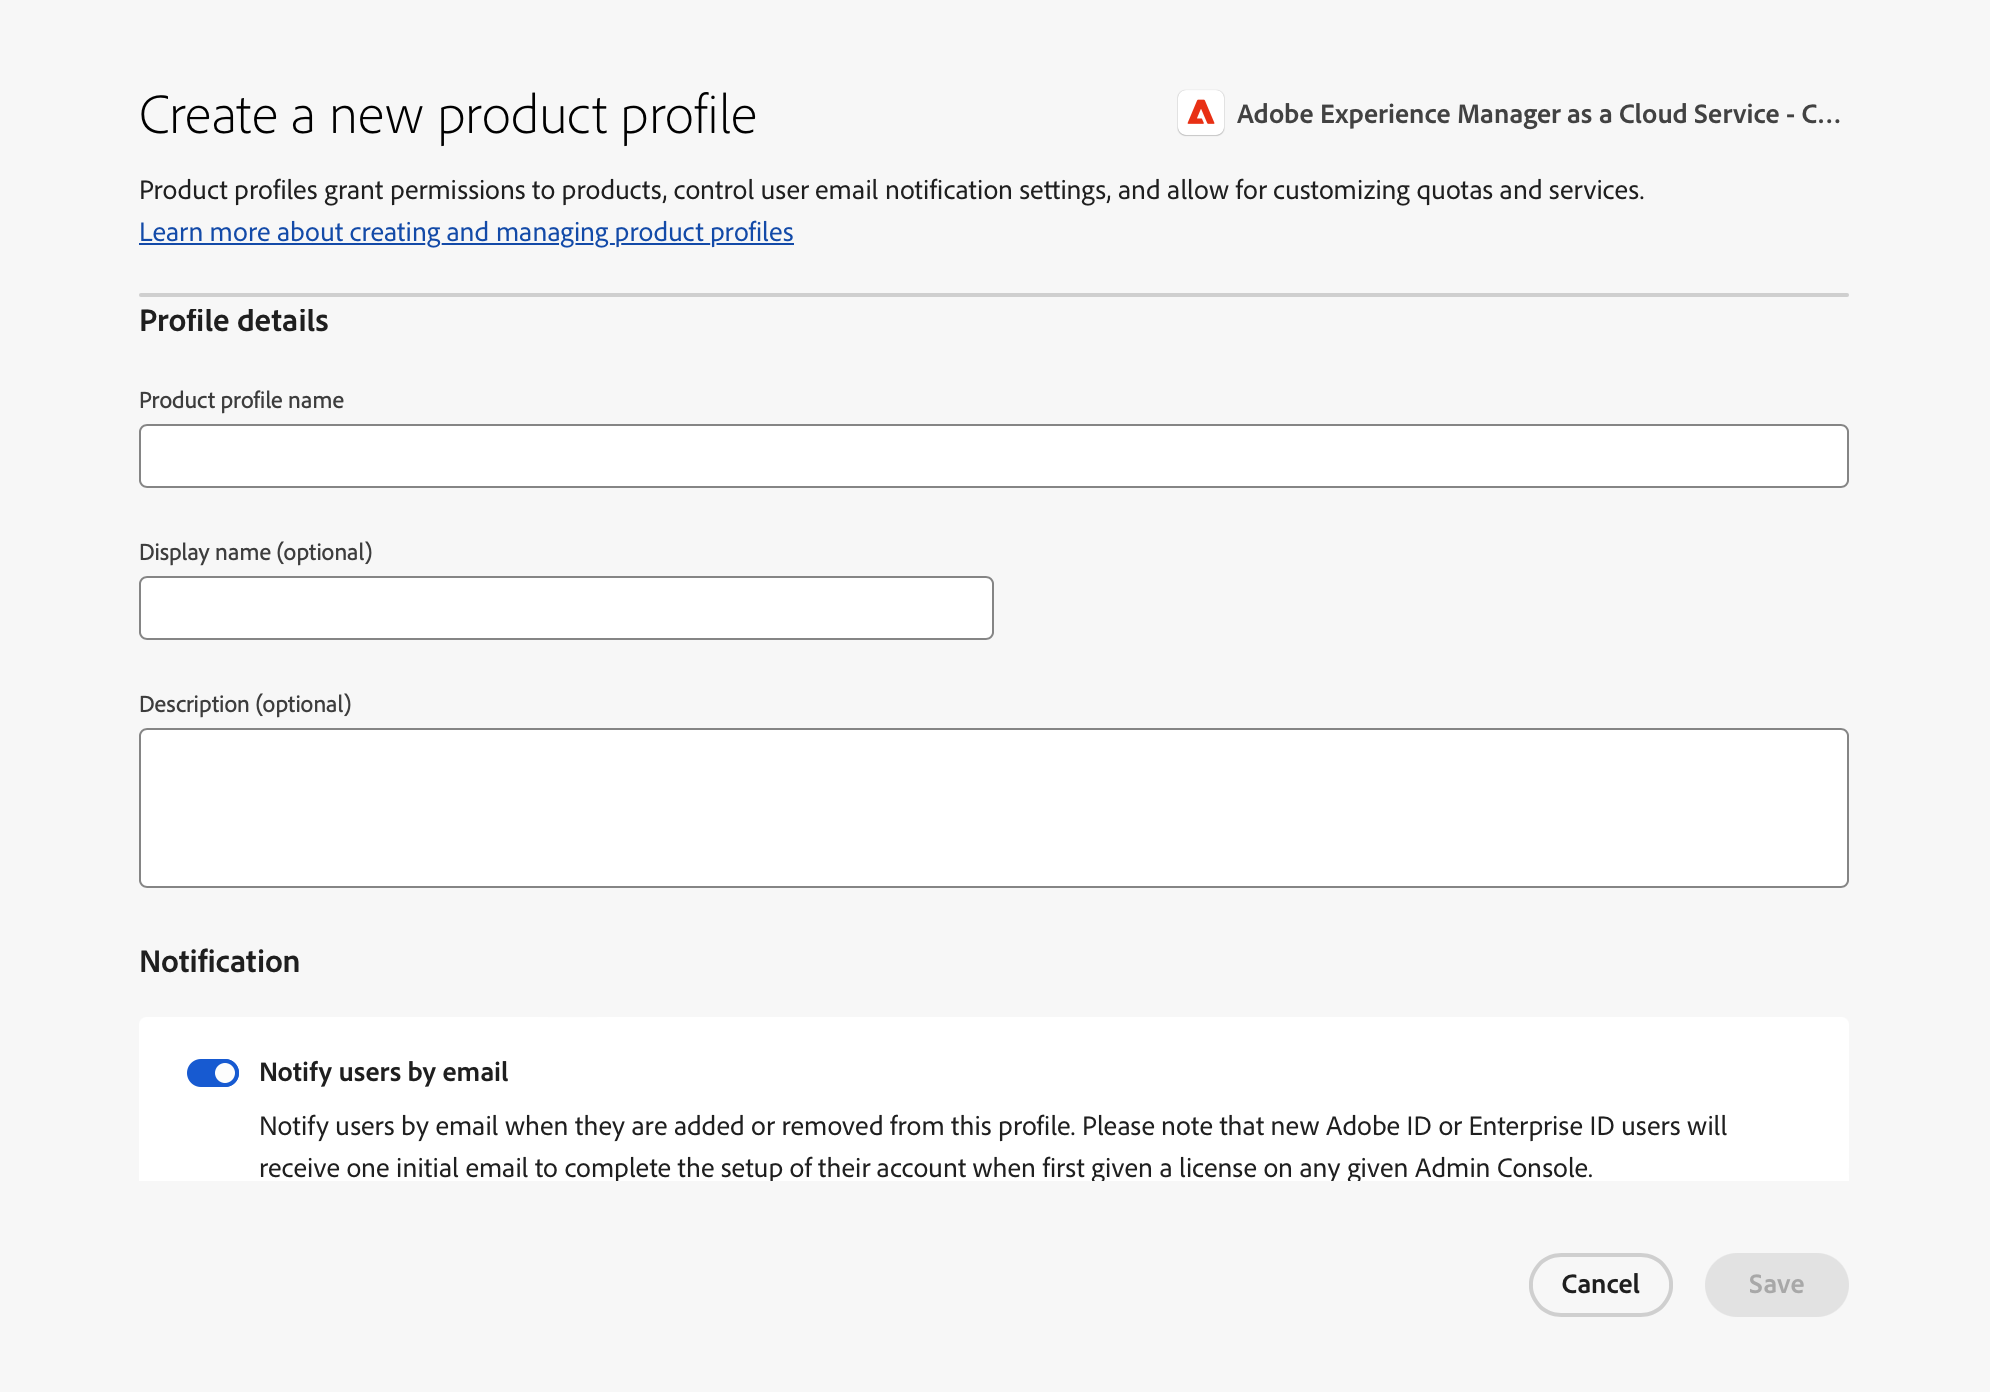 Create a new product profile
Adobe Experience Manager as a Cloud Service - C...
Product profiles grant permissions to products, control user email notification settings, and allow for customizing quotas and services.
Learn more about creating and managing product profiles
Profile details
Product profile name
Display name (optional)
Description (optional)
Notification
Notify users by email
Notify users by email when they are added or removed from this profile. Please note that new Adobe ID or Enterprise ID users will
receive one initial email to complete the setup of their account when first given a license on any given Admin Console.
Cancel
Save